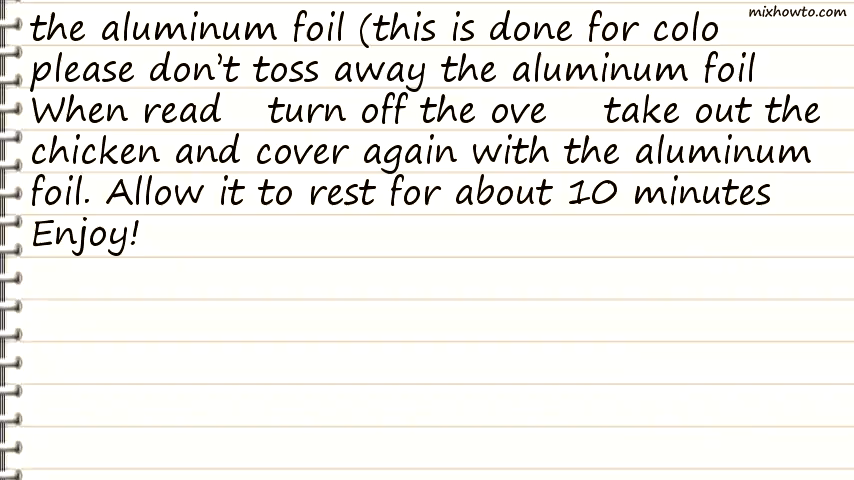 mixhowto.com
the aluminum foil (this is done for colo
please don't toss away the aluminum foil
When read turn off the ove take out the
chicken and cover again with the aluminum
foil. Allow it to rest for about 10 minutes
Enjoy!